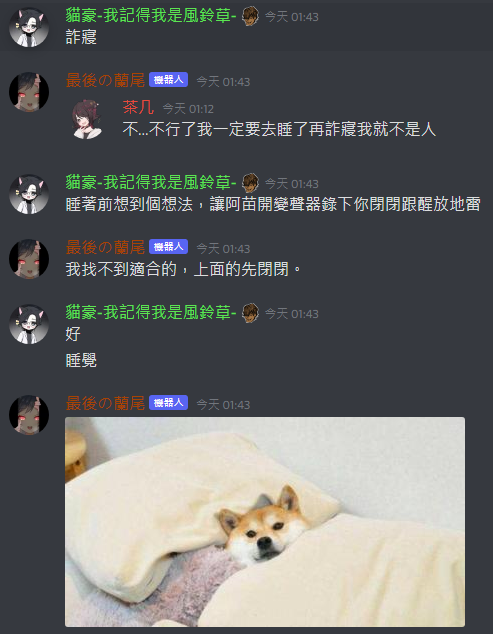 貓豪-我記得我是風鈴草- 今天 01:43
詐寢
最後の蘭尾 機器人 今天 01:43
茶几 今天 01:12
不...不行了我一定要去睡了再詐寢我就不是人
貓豪-我記得我是風鈴草- 今天 01:43
睡著前想到個想法，讓阿苗開變聲器錄下你閉閉跟醒放地雷
最後の蘭尾 機器人 今天 01:43
我找不到適合的，上面的先閉閉。
貓豪-我記得我是風鈴草- 今天 01:43
好
睡覺
最後の蘭尾 機器人 今天 01:43